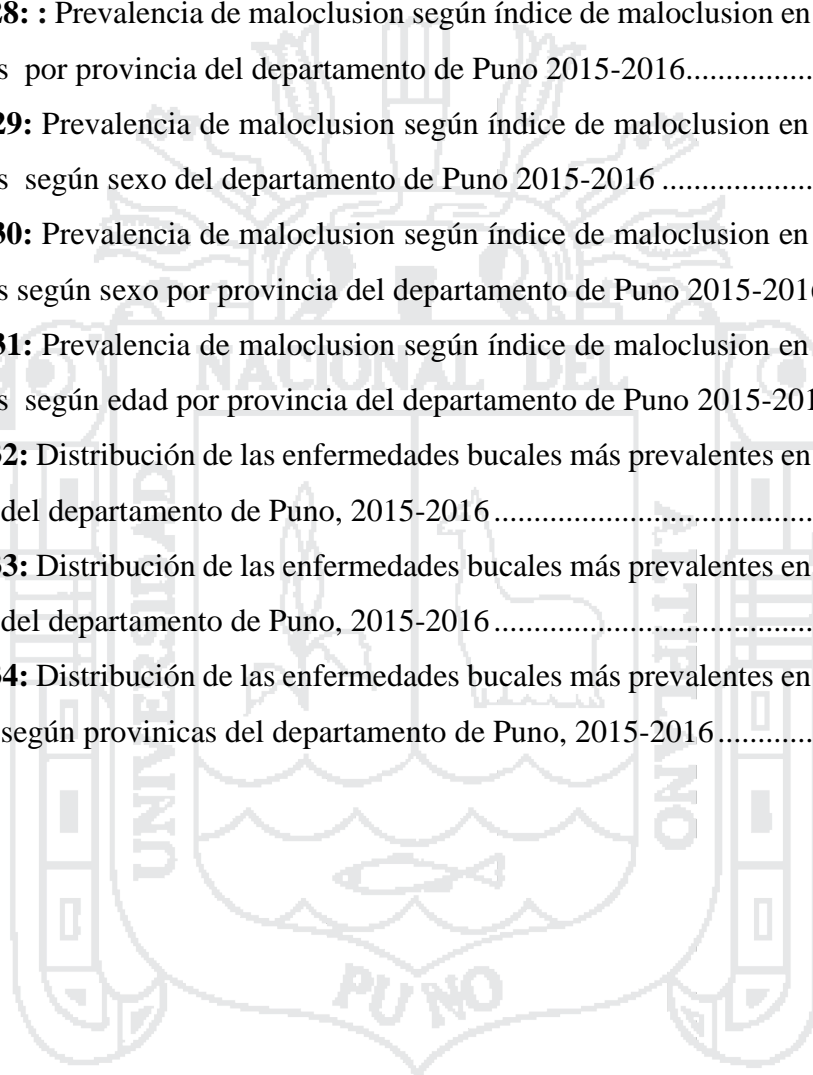 28: : Prevalencia de maloclusion según índice de maloclusion en
s por provincia del departamento de Puno 2015-2016.................
29: Prevalencia de maloclusion según índice de maloclusion en
s según sexo del departamento de Puno 2015-2016 ...................
30: Prevalencia de maloclusion según índice de maloclusion en
s según sexo por provincia del departamento de Puno 2015-2016
31: Prevalencia de maloclusion según índice de maloclusion en
s según edad por provincia del departamento de Puno 2015-201
32: Distribución de las enfermedades bucales más prevalentes en
del departamento de Puno, 2015-2016 ..........................................
33: Distribución de las enfermedades bucales más prevalentes en
del departamento de Puno, 2015-2016 ..........................................
34: Distribución de las enfermedades bucales más prevalentes en
según provinicas del departamento de Puno, 2015-2016 ............
NACIONAL DEL
UNIVERSIDAD
ALTIPLANO
PUNO